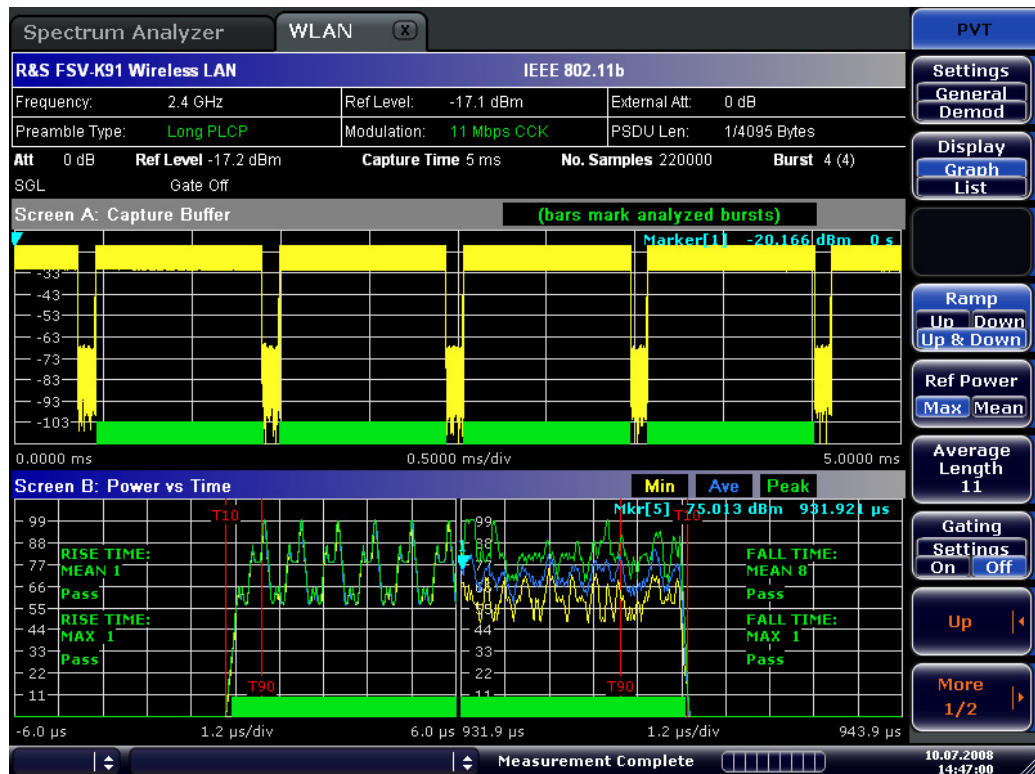 Spectrum Analyzer WLAN X
R&S FSV-K91 Wireless LAN IEEE 802.11b
Frequency: 2.4 GHz Ref Level: -17.1 dBm External Att: 0 dB
Preamble Type: Long PLCP Modulation: 11 Mbps CCK PSDU Len: 1/4095 Bytes
Att 0 dB Ref Level -17.2 dBm Capture Time 5 ms No. Samples 220000 Burst 4 (4)
SGL Gate Off
Screen A: Capture Buffer (bars mark analyzed bursts)
Marker[1] -20.166 dBm 0 s
-33
-43
-53
-63
-73
-83
-93
-103
0.0000 ms 0.5000 ms/div 5.0000 ms
Screen B: Power vs Time Min Ave Peak
Mkr[5] 75.013 dBm 931.921 µs
T10 T10
99 99
88 88
77
66
55
44 44
33 33
22 22
11 11
RISE TIME:
MEAN 1
Pass
RISE TIME:
MAX 1
Pass
FALL TIME:
MEAN 8
Pass
FALL TIME:
MAX 1
Pass
T90 T90
-6.0 µs 1.2 µs/div 6.0 µs 931.9 µs 1.2 µs/div 943.9 µs
Measurement Complete
PVT
Settings
General
Demod
Display
Graph
List
Ramp
Up Down
Up & Down
Ref Power
Max Mean
Average
Length
11
Gating
Settings
On Off
Up
More
1/2
10.07.2008
14:47:00